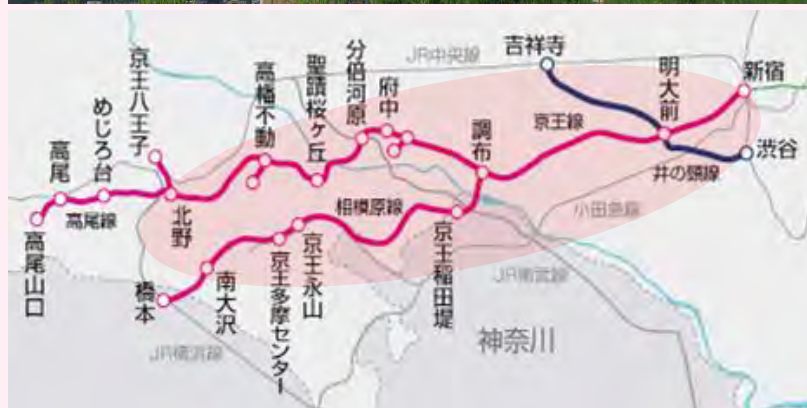 JR中央線
吉祥寺
新宿
明大前
京王線
渋谷
井の頭線
小田急線
調布
府中
分倍河原
聖蹟桜ヶ丘
高幡不動
京王八王子
めじろ台
高尾
高尾線
高尾山口
北野
相模原線
京王稲田堤
京王永山
京王多摩センター
南大沢
橋本
JR南武線
JR横浜線
神奈川